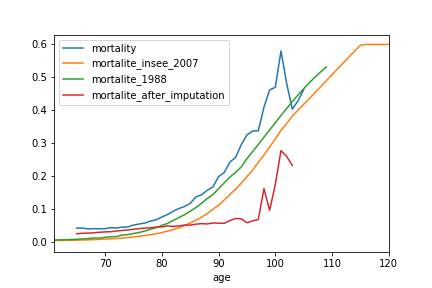 0.6
0.5
0.4
0.3
0.2
0.1
0.0
mortality
mortalite_insee_2007
mortalite_1988
mortalite_after_imputation
70 80 90 100 110 120
age